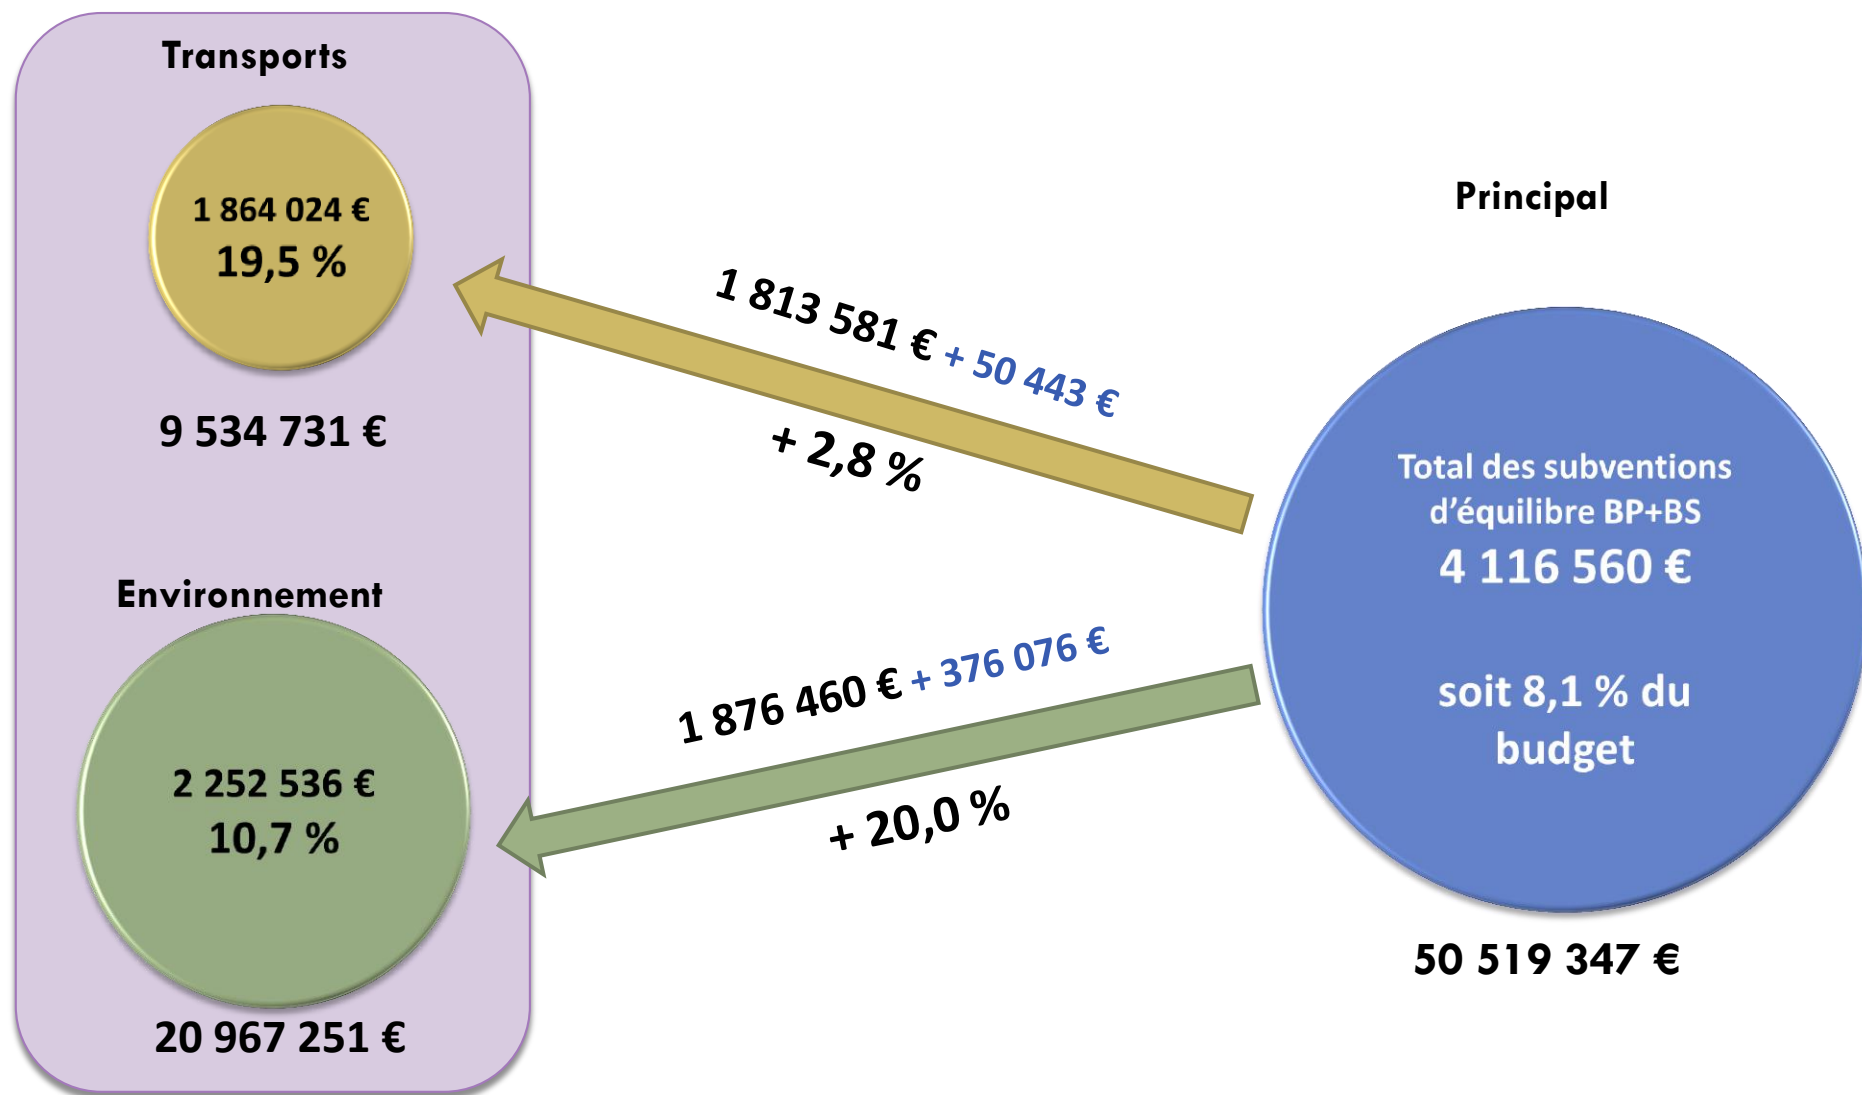 Transports
1 864 024 €
19,5 %
9 534 731 €
Environnement
2 252 536 €
10,7 %
20 967 251 €
1 813 581 € + 50 443 €
+ 2,8 %
1 876 460 € + 376 076 €
+ 20,0 %
Principal
Total des subventions
d’équilibre BP+BS
4 116 560 €
soit 8,1 % du
budget
50 519 347 €